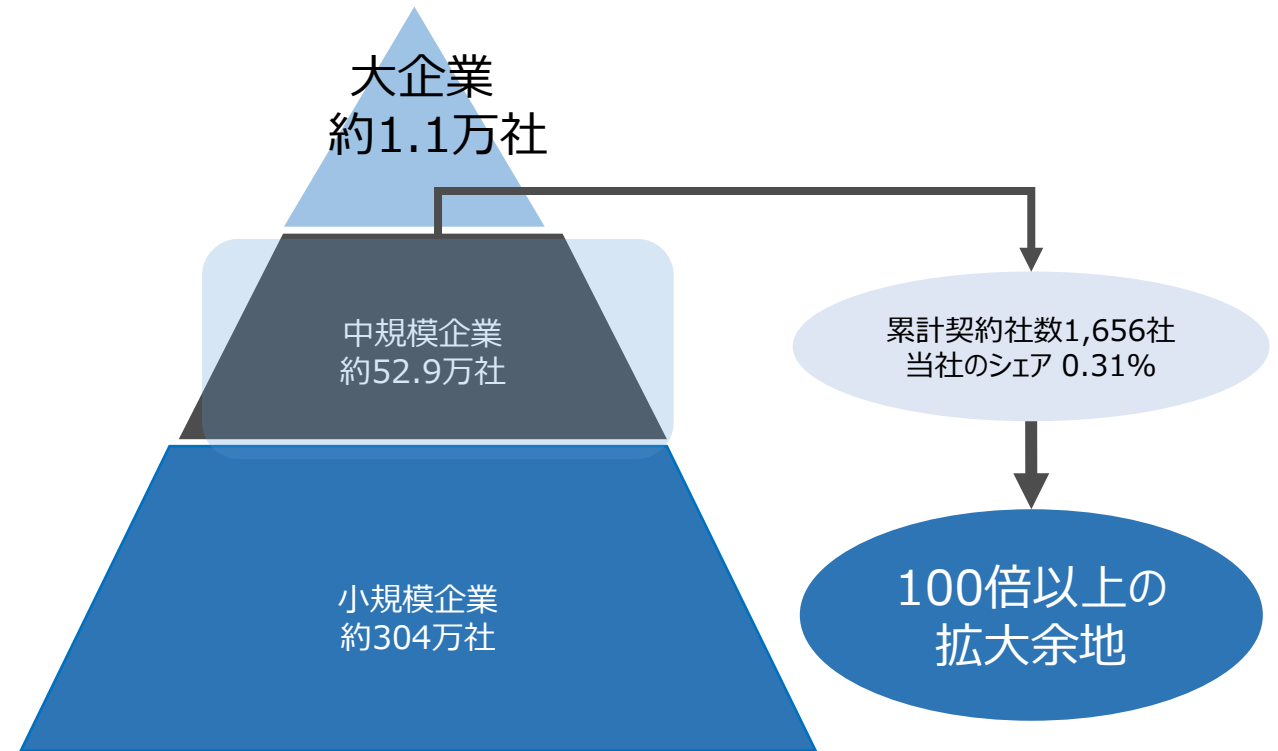 大企業
約1.1万社
中規模企業
約52.9万社
累計契約社数1,656社
当社のシェア 0.31%
小規模企業
約304万社
100倍以上の
拡大余地